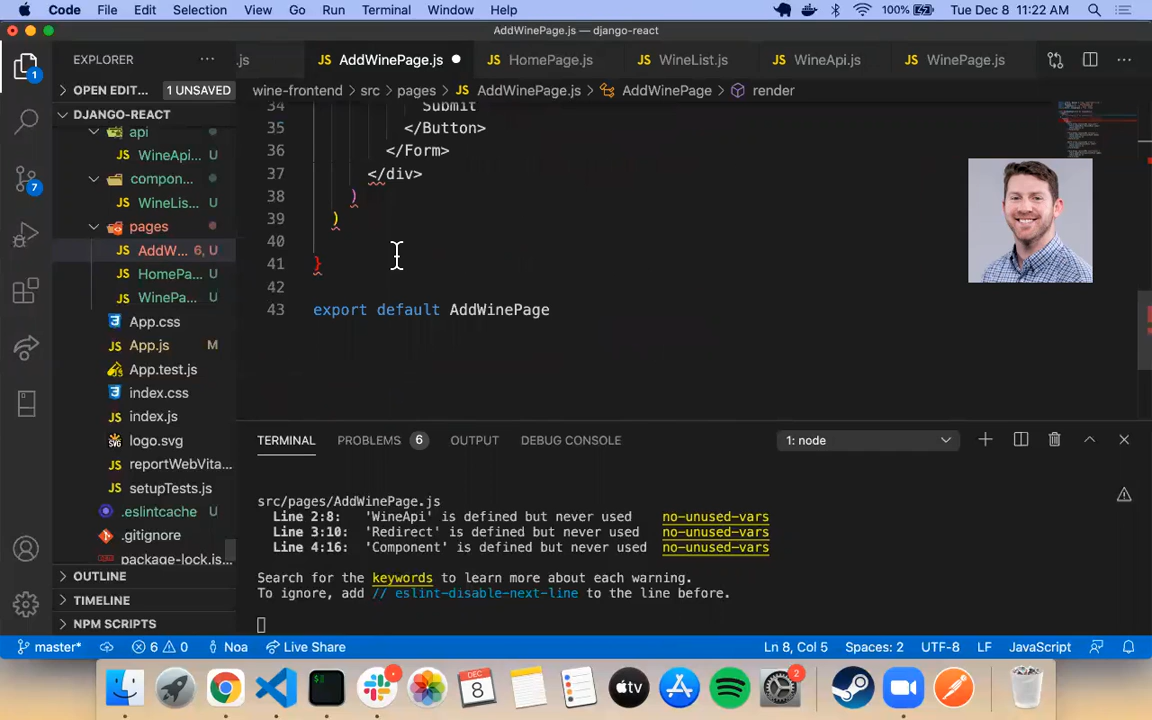 Code File Edit Selection View Go Run Terminal Window Help 100% Tue Dec 8 11:22 AM
AddWinePage.js — django-react
EXPLORER ... .js AddWinePage.js HomePage.js WineList.js WineApi.js WinePage.js
OPEN EDIT... 1 UNSAVED wine-frontend > src > pages > JS AddWinePage.js > AddWinePage > render
DJANGO-REACT
api
JS WineApi... U
compon...
JS WineLis... U
pages
JS AddW... 6, U
JS HomePa... U
JS WinePa... U
App.css
JS App.js M
App.test.js
index.css
JS index.js
logo.svg
JS reportWebVita...
JS setupTests.js
.eslintcache U
.gitignore
package-lock.js...
OUTLINE
TIMELINE
NPM SCRIPTS
34 Submit
35 </Button>
36 </Form>
37 </div>
38 )
39 )
40
41 }
42
43 export default AddWinePage
TERMINAL PROBLEMS 6 OUTPUT DEBUG CONSOLE 1: node
src/pages/AddWinePage.js
Line 2:8: 'WineApi' is defined but never used no-unused-vars
Line 3:10: 'Redirect' is defined but never used no-unused-vars
Line 4:16: 'Component' is defined but never used no-unused-vars
Search for the keywords to learn more about each warning.
To ignore, add // eslint-disable-next-line to the line before.
master* 6 0 Noa Live Share Ln 8, Col 5 Spaces: 2 UTF-8 LF JavaScript
DEC 8 tv 2